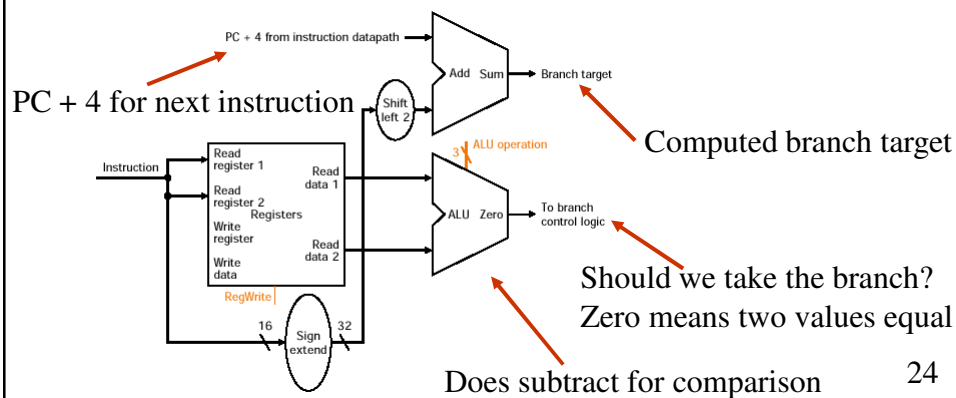 PC + 4 from instruction datapath
Add Sum
Branch target
PC + 4 for next instruction
Shift
left 2
Computed branch target
3
ALU operation
Instruction
Read
register 1
Read
data 1
Read
register 2
Registers
Write
register
Write
data
Read
data 2
ALU Zero
To branch
control logic
RegWrite
Should we take the branch?
Zero means two values equal
16
Sign
extend
32
Does subtract for comparison
24